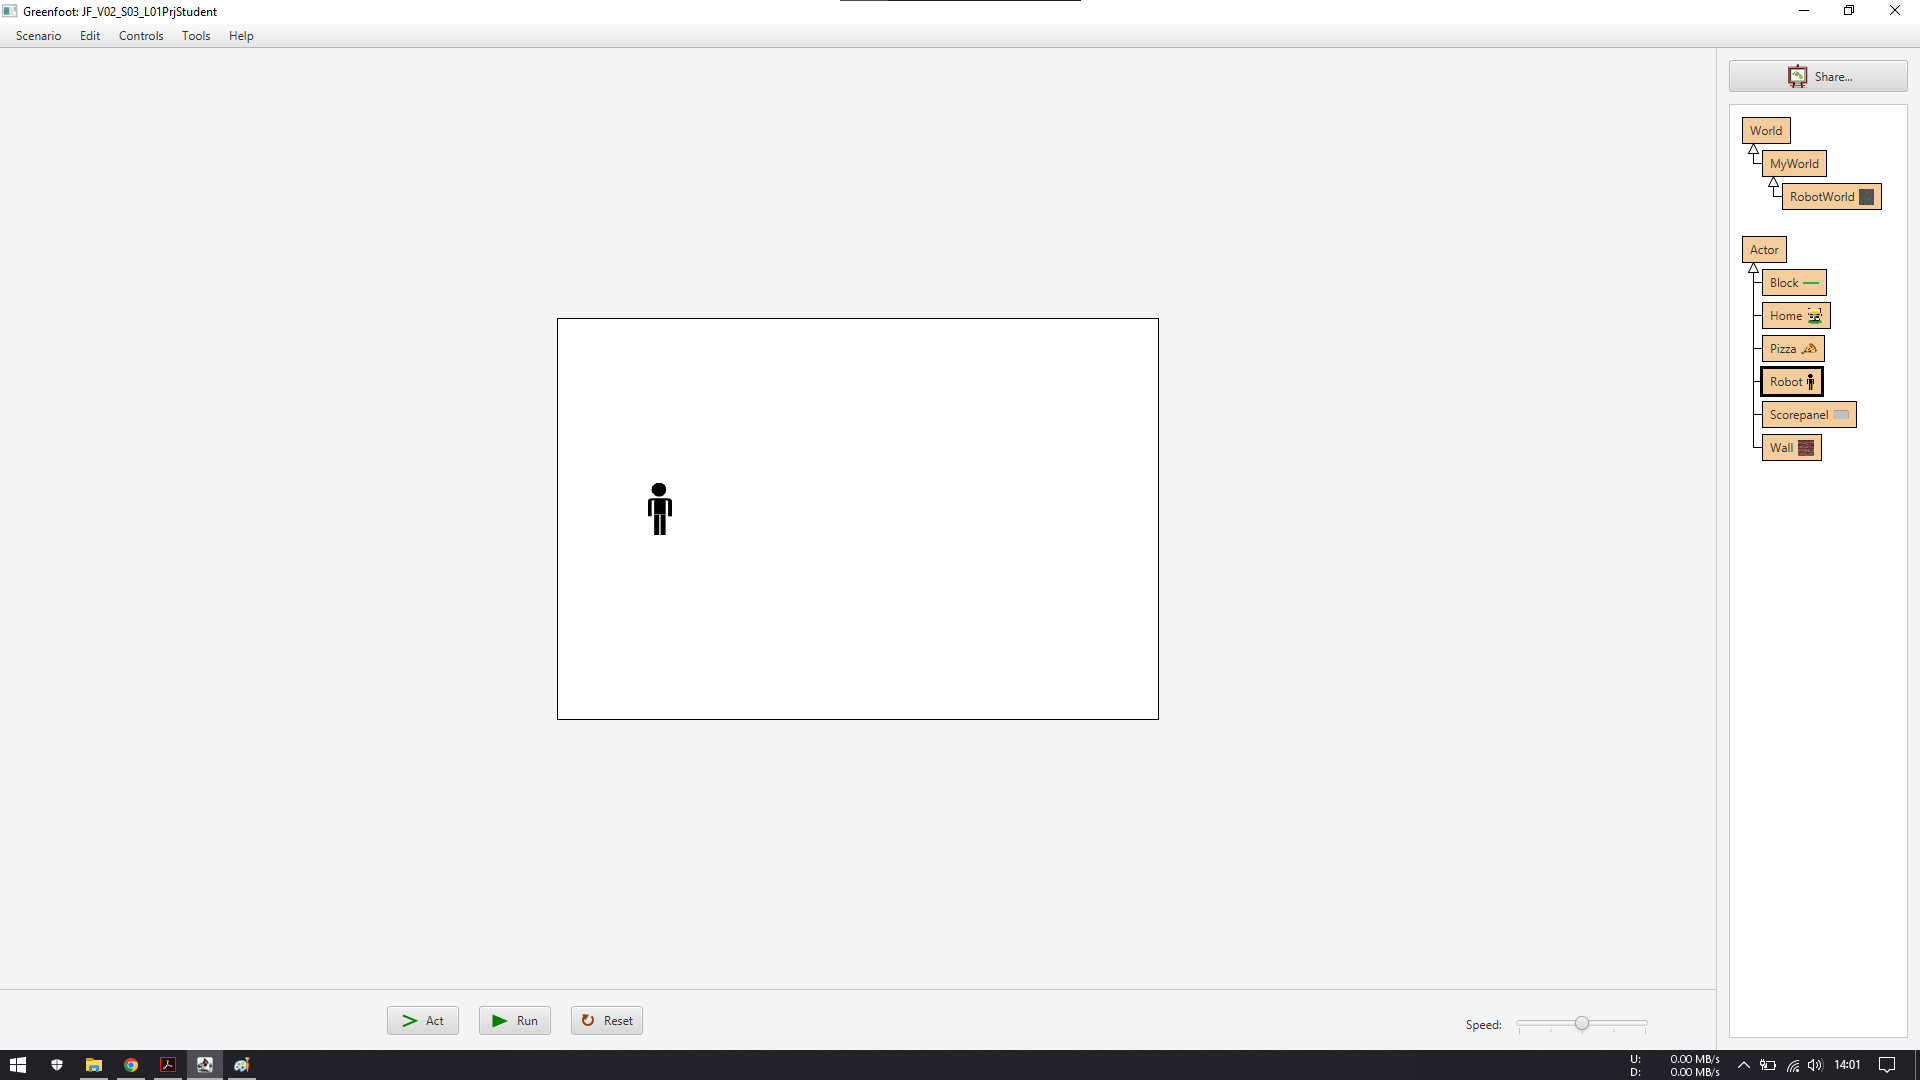 Greenfoot: JF_V02_S03_L01PrjStudent
Scenario Edit Controls Tools Help
Share...
World
MyWorld
RobotWorld
Actor
Block
Home
Pizza
Robot
Scorepanel
Wall
Act Run Reset
Speed:
U: 0.00 MB/s
D: 0.00 MB/s
14:01